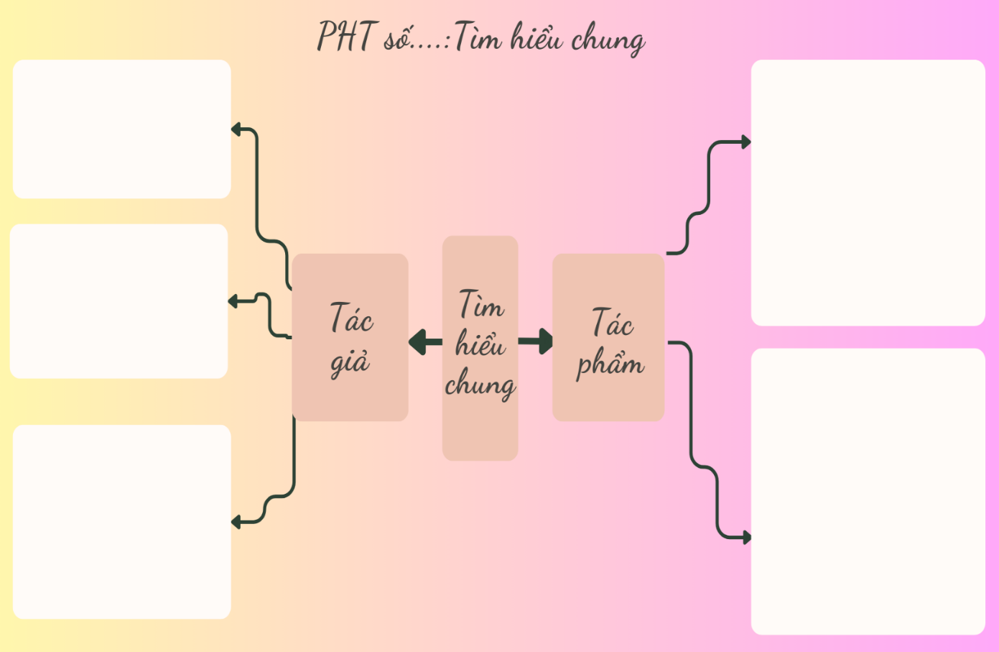 PHT số....:Tìm hiểu chung
Tác
giả
Tìm
hiểu
chung
Tác
phẩm